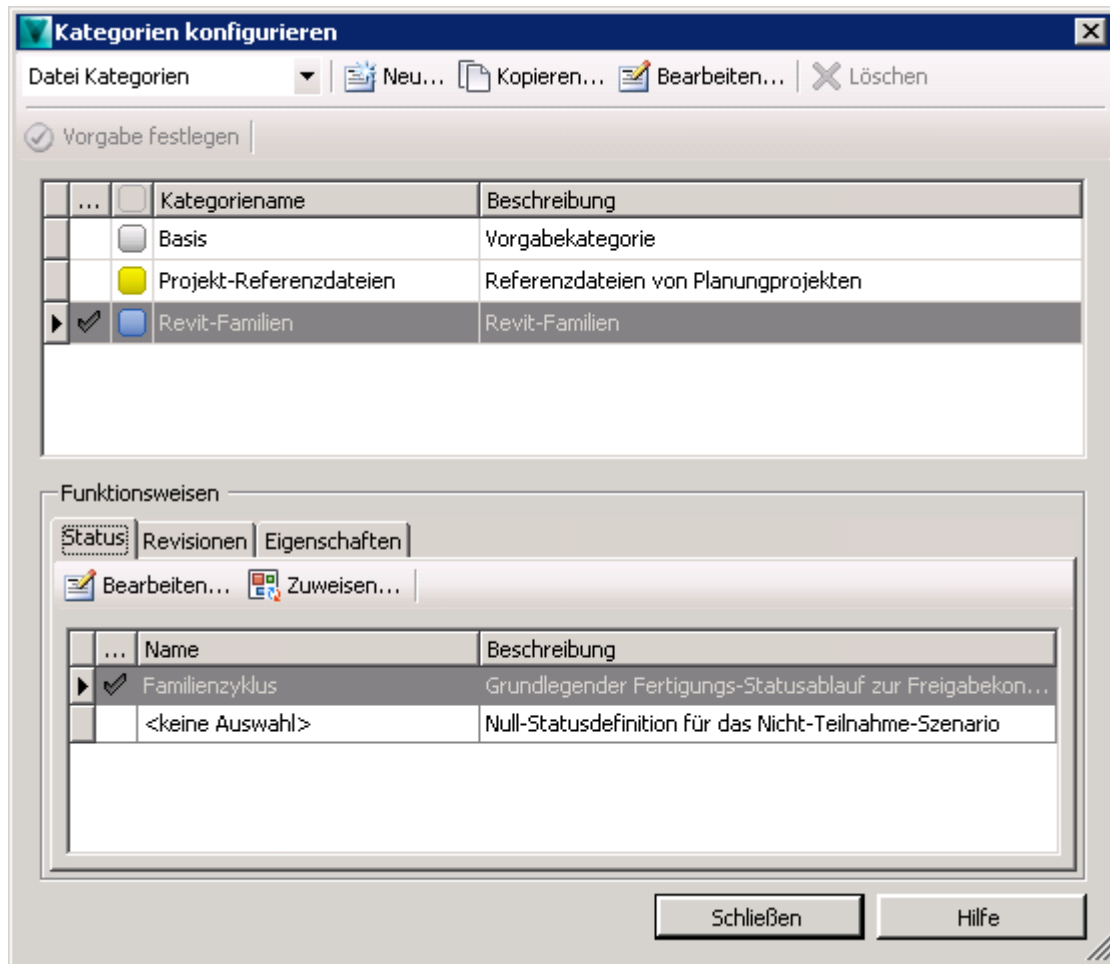 Kategorien konfigurieren
Datei Kategorien Neu... Kopieren... Bearbeiten... Löschen
Vorgabe festlegen
... Kategoriename Beschreibung
Basis Vorgabekategorie
Projekt-Referenzdateien Referenzdateien von Planungprojekten
Revit-Familien Revit-Familien
Funktionsweisen
Status Revisionen Eigenschaften
Bearbeiten... Zuweisen...
... Name Beschreibung
Familienzyklus Grundlegender Fertigungs-Statusablauf zur Freigabekon...
<keine Auswahl> Null-Statusdefinition für das Nicht-Teilnahme-Szenario
Schließen Hilfe